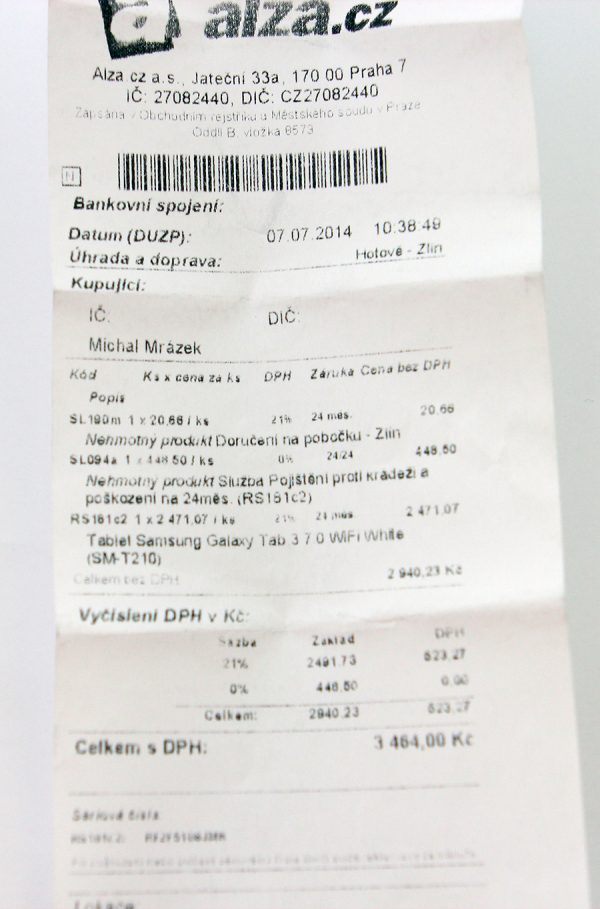 a alza.cz
Alza.cz a.s., Jateční 33a, 170 00 Praha 7
IČ: 27082440, DIČ: CZ27082440
Zapsána v Obchodním rejstříku u Městského soudu v Praze
Oddíl B, vložka 8573
N
Bankovní spojení:
Datum (DUZP): 07.07.2014 10:38:49
Úhrada a doprava: Hotově - Zlín
Kupující:
IČ: DIČ:
Michal Mrázek
Kód Ks x cena za ks DPH Záruka Cena bez DPH
Popis
SL190m 1 x 20,66 / ks 21% 24 měs. 20,66
Nehmotný produkt Doručení na pobočku - Zlín
SL094a 1 x 448,50 / ks 0% 24/24 448,50
Nehmotný produkt Služba Pojištění proti krádeži a
poškození na 24měs. (RS161c2)
RS161c2 1 x 2 471,07 / ks 21% 24 měs. 2 471,07
Tablet Samsung Galaxy Tab 3 7.0 WiFi White
(SM-T210)
Celkem bez DPH 2 940,23 Kč
Vyčíslení DPH v Kč:
Sazba Základ DPH
21% 2491.73 523.27
0% 448.50 0.00
Celkem: 2940.23 523.27
Celkem s DPH: 3 464,00 Kč
Sériová čísla
RS161c2:
Lokace